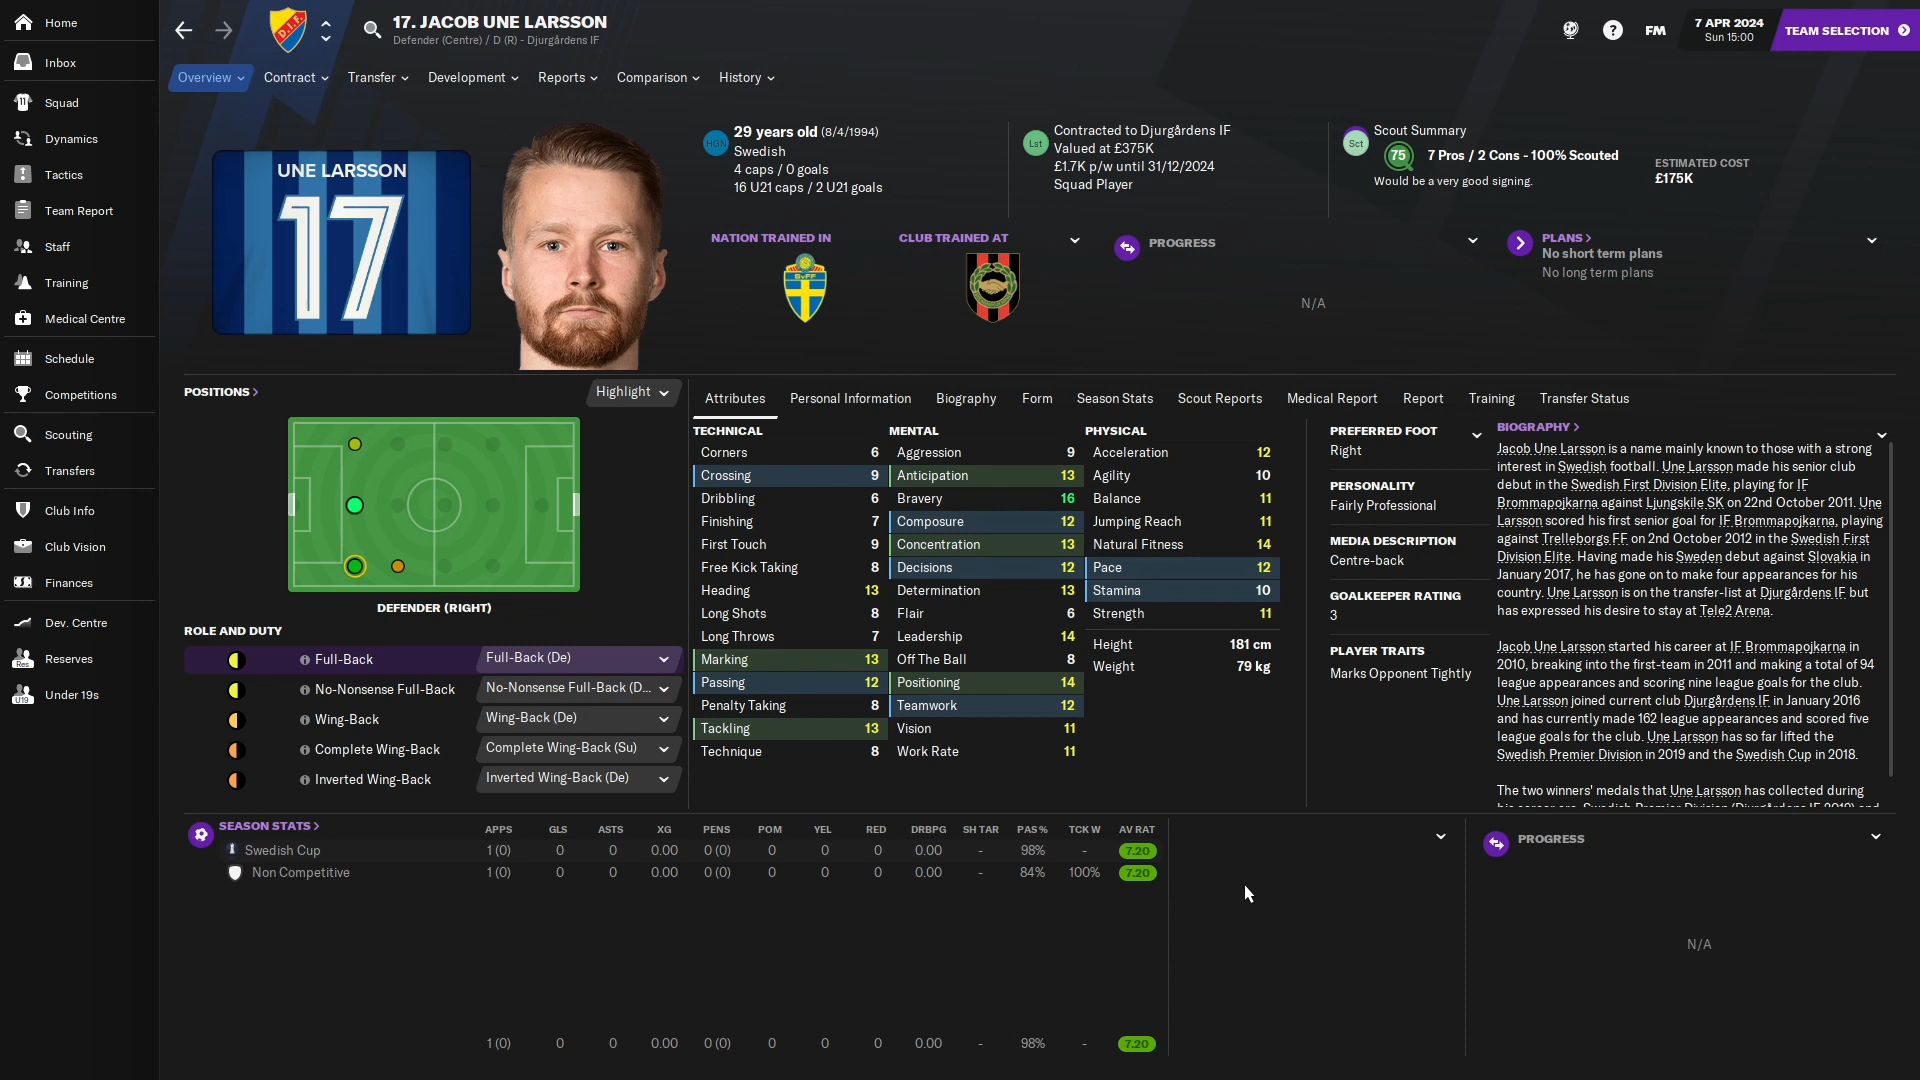 Home
Inbox
Squad
Dynamics
Tactics
Team Report
Staff
Training
Medical Centre
Schedule
Competitions
Scouting
Transfers
Club Info
Club Vision
Finances
Dev. Centre
Res
Reserves
U19
Under 19s
D.I.F.
17. JACOB UNE LARSSON
Defender (Centre) / D (R) - Djurgårdens IF
?
FM
7 APR 2024
Sun 15:00
TEAM SELECTION
Overview
Contract
Transfer
Development
Reports
Comparison
History
UNE LARSSON
17
HGN
29 years old (8/4/1994)
Swedish
4 caps / 0 goals
16 U21 caps / 2 U21 goals
Lst
Contracted to Djurgårdens IF
Valued at £375K
£1.7K p/w until 31/12/2024
Squad Player
Sct
Scout Summary
75
7 Pros / 2 Cons - 100% Scouted
Would be a very good signing.
ESTIMATED COST
£175K
NATION TRAINED IN
CLUB TRAINED AT
SvFF
PROGRESS
N/A
PLANS >
No short term plans
No long term plans
POSITIONS >
Highlight
DEFENDER (RIGHT)
ROLE AND DUTY
Full-Back Full-Back (De)
No-Nonsense Full-Back No-Nonsense Full-Back (D...
Wing-Back Wing-Back (De)
Complete Wing-Back Complete Wing-Back (Su)
Inverted Wing-Back Inverted Wing-Back (De)
Attributes Personal Information Biography Form Season Stats Scout Reports Medical Report Report Training Transfer Status
TECHNICAL
Corners 6
Crossing 9
Dribbling 6
Finishing 7
First Touch 9
Free Kick Taking 8
Heading 13
Long Shots 8
Long Throws 7
Marking 13
Passing 12
Penalty Taking 8
Tackling 13
Technique 8
MENTAL
Aggression 9
Anticipation 13
Bravery 16
Composure 12
Concentration 13
Decisions 12
Determination 13
Flair 6
Leadership 14
Off The Ball 8
Positioning 14
Teamwork 12
Vision 11
Work Rate 11
PHYSICAL
Acceleration 12
Agility 10
Balance 11
Jumping Reach 11
Natural Fitness 14
Pace 12
Stamina 10
Strength 11
Height 181 cm
Weight 79 kg
PREFERRED FOOT
Right
PERSONALITY
Fairly Professional
MEDIA DESCRIPTION
Centre-back
GOALKEEPER RATING
3
PLAYER TRAITS
Marks Opponent Tightly
BIOGRAPHY >
Jacob Une Larsson is a name mainly known to those with a strong
interest in Swedish football. Une Larsson made his senior club
debut in the Swedish First Division Elite, playing for IF
Brommapojkarna against Ljungskile SK on 22nd October 2011. Une
Larsson scored his first senior goal for IF Brommapojkarna, playing
against Trelleborgs FF on 2nd October 2012 in the Swedish First
Division Elite. Having made his Sweden debut against Slovakia in
January 2017, he has gone on to make four appearances for his
country. Une Larsson is on the transfer-list at Djurgårdens IF but
has expressed his desire to stay at Tele2 Arena.
Jacob Une Larsson started his career at IF Brommapojkarna in
2010, breaking into the first-team in 2011 and making a total of 94
league appearances and scoring nine league goals for the club.
Une Larsson joined current club Djurgårdens IF in January 2016
and has currently made 162 league appearances and scored five
league goals for the club. Une Larsson has so far lifted the
Swedish Premier Division in 2019 and the Swedish Cup in 2018.
The two winners' medals that Une Larsson has collected during
his career are: Swedish Premier Division (Djurgårdens IF 2019) and
SEASON STATS > APPS GLS ASTS XG PENS POM YEL RED DRBPG SH TAR PAS % TCK W AV RAT
Swedish Cup 1 (0) 0 0 0.00 0 (0) 0 0 0 0.00 - 98% - 7.20
Non Competitive 1 (0) 0 0 0.00 0 (0) 0 0 0 0.00 - 84% 100% 7.20
1 (0) 0 0 0.00 0 (0) 0 0 0 0.00 - 98% - 7.20
PROGRESS
N/A